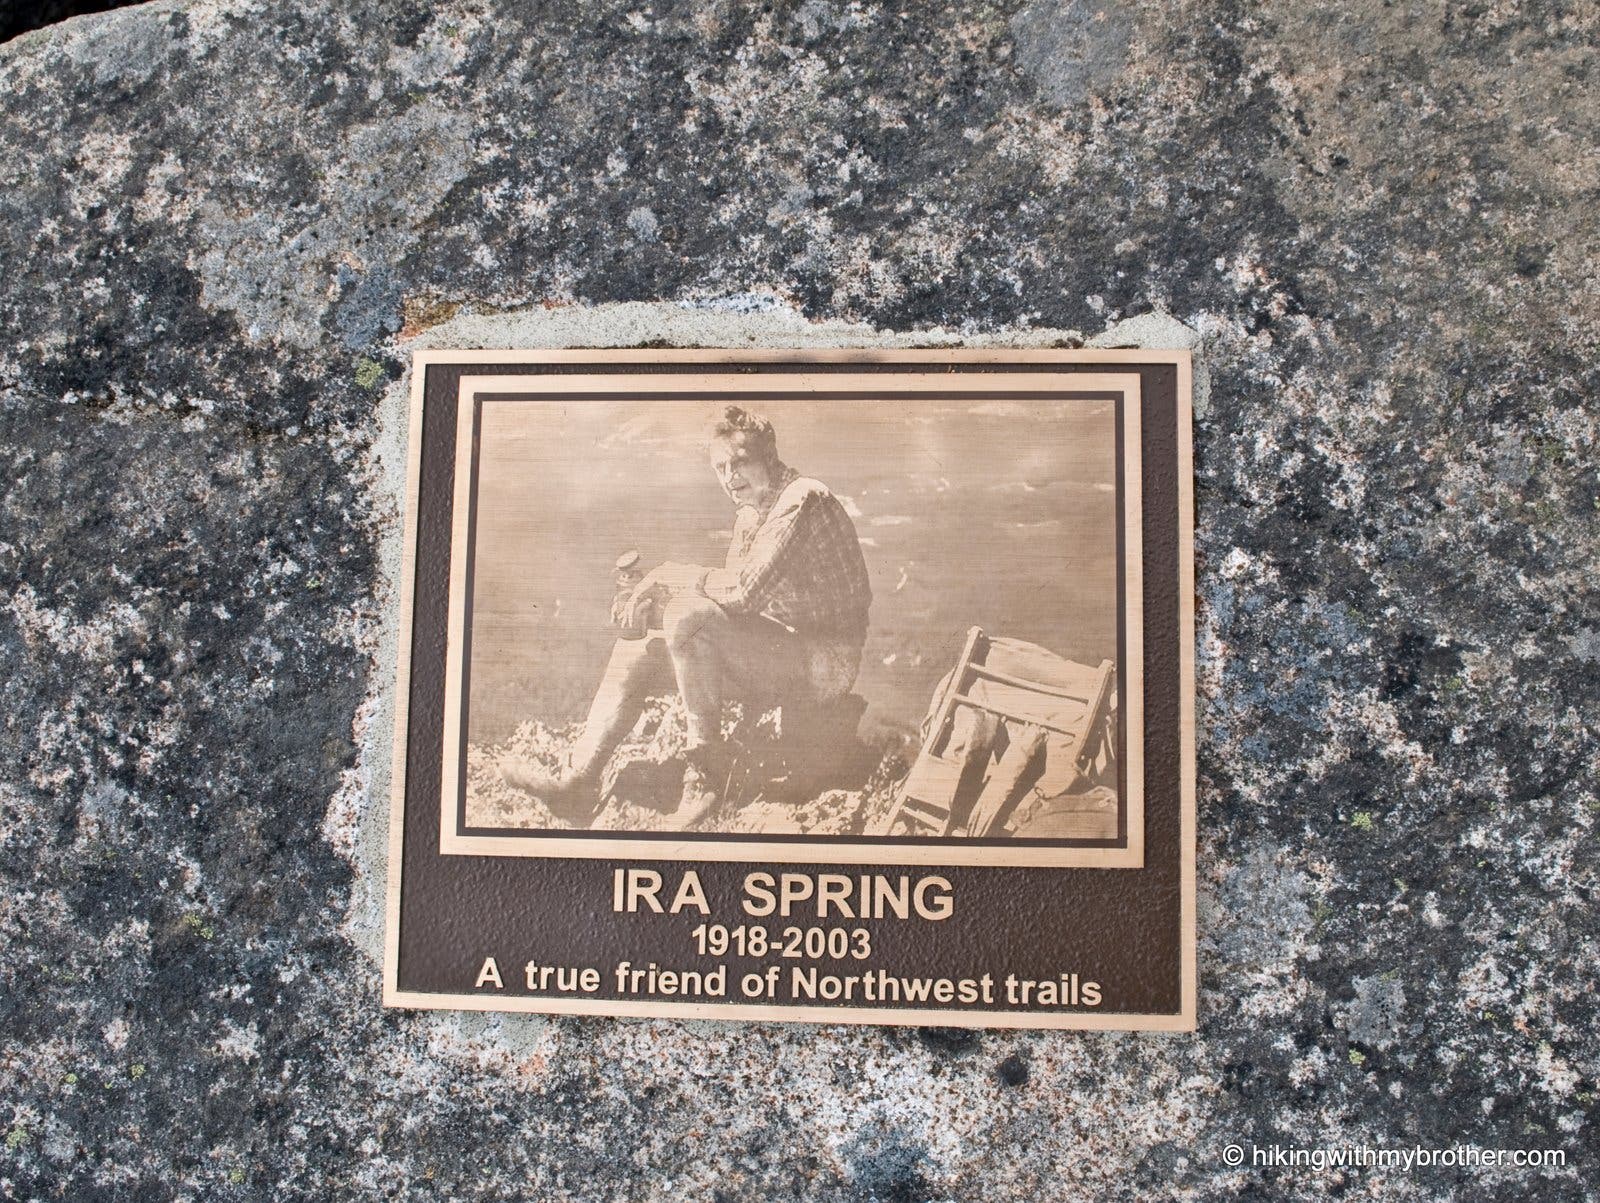 IRA SPRING
1918-2003
A true friend of Northwest trails
© hikingwithmybrother.com